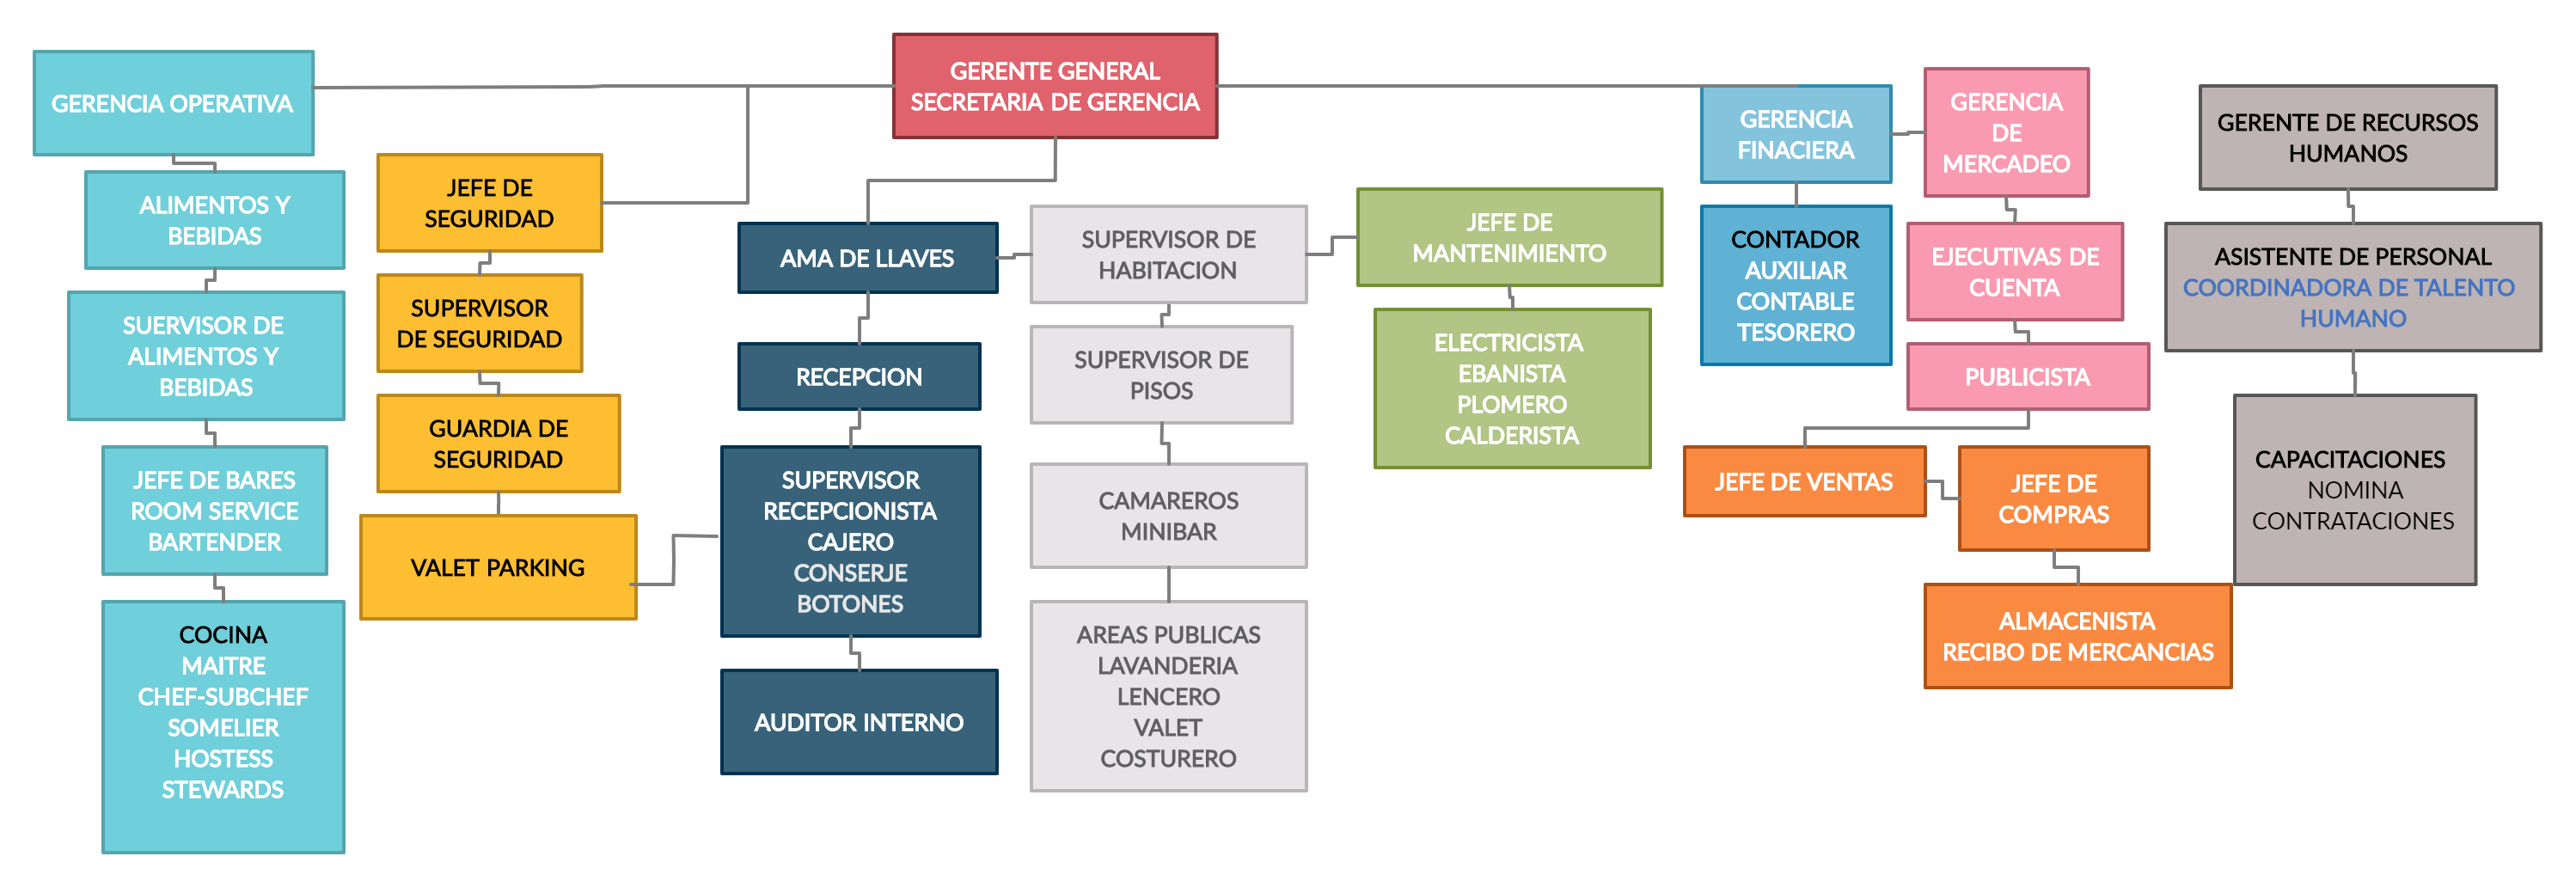 GERENTE GENERAL
SECRETARIA DE GERENCIA
GERENCIA OPERATIVA
ALIMENTOS Y
BEBIDAS
SUERVISOR DE
ALIMENTOS Y
BEBIDAS
JEFE DE BARES
ROOM SERVICE
BARTENDER
COCINA
MAITRE
CHEF-SUBCHEF
SOMELIER
HOSTESS
STEWARDS
JEFE DE
SEGURIDAD
SUPERVISOR
DE SEGURIDAD
GUARDIA DE
SEGURIDAD
VALET PARKING
AMA DE LLAVES
RECEPCION
SUPERVISOR
RECEPCIONISTA
CAJERO
CONSERJE
BOTONES
AUDITOR INTERNO
SUPERVISOR DE
HABITACION
SUPERVISOR DE
PISOS
CAMAREROS
MINIBAR
AREAS PUBLICAS
LAVANDERIA
LENCERO
VALET
COSTURERO
JEFE DE
MANTENIMIENTO
ELECTRICISTA
EBANISTA
PLOMERO
CALDERISTA
GERENCIA
FINACIERA
CONTADOR
AUXILIAR
CONTABLE
TESORERO
GERENCIA
DE
MERCADEO
EJECUTIVAS DE
CUENTA
PUBLICISTA
JEFE DE VENTAS
JEFE DE
COMPRAS
ALMACENISTA
RECIBO DE MERCANCIAS
GERENTE DE RECURSOS
HUMANOS
ASISTENTE DE PERSONAL
COORDINADORA DE TALENTO
HUMANO
CAPACITACIONES
NOMINA
CONTRATACIONES